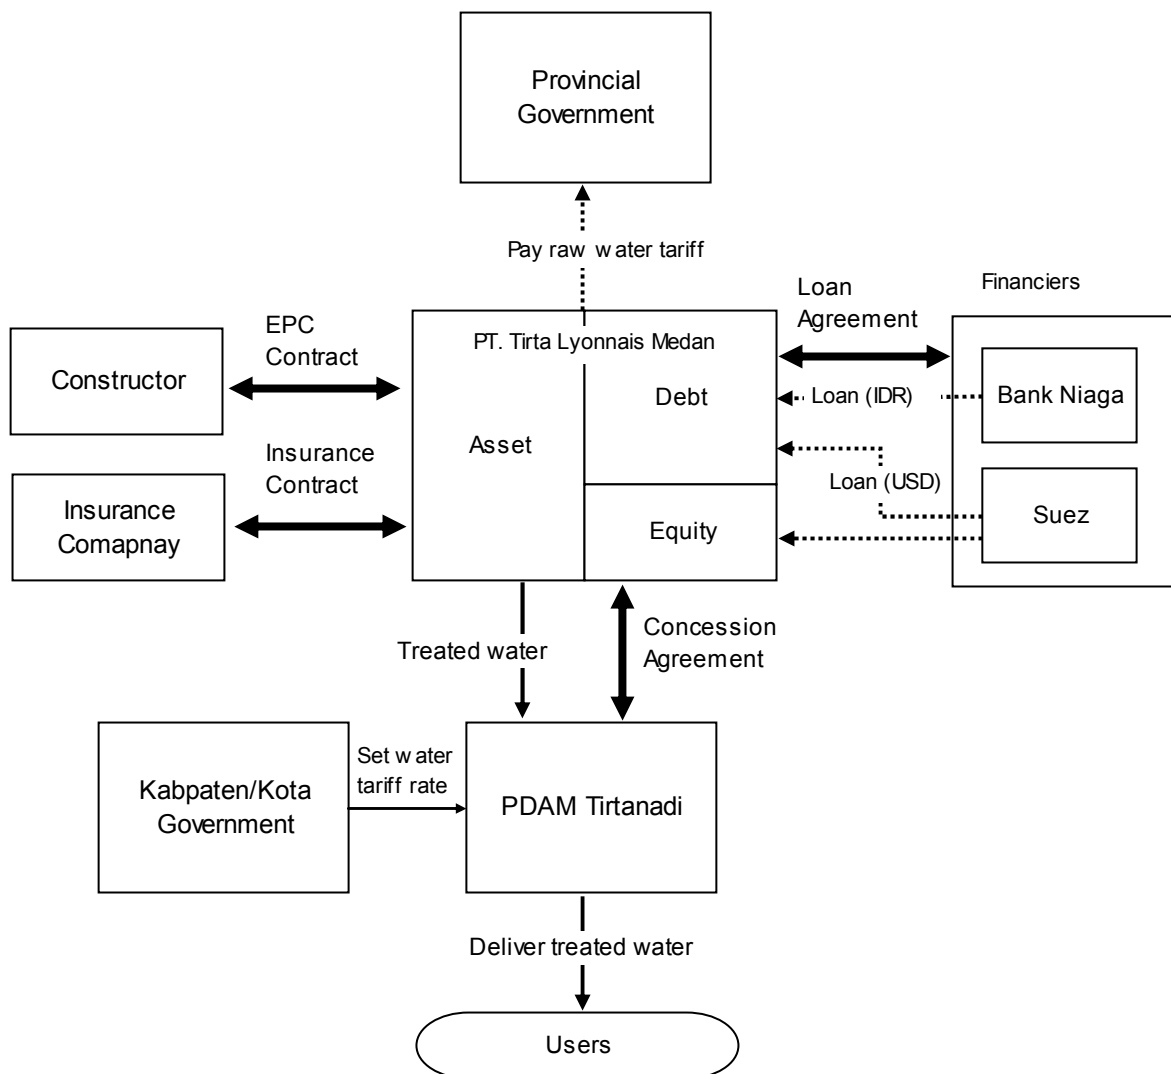 Provincial
Government
Pay raw water tariff
Financiers
Loan
Agreement
EPC
Contract
PT. Tirta Lyonnais Medan
Constructor
Debt
Loan (IDR)
Bank Niaga
Asset
Insurance
Contract
Loan (USD)
Insurance
Comapnay
Equity
Suez
Treated water
Concession
Agreement
Set water
tariff rate
Kabpaten/Kota
Government
PDAM Tirtanadi
Deliver treated water
Users